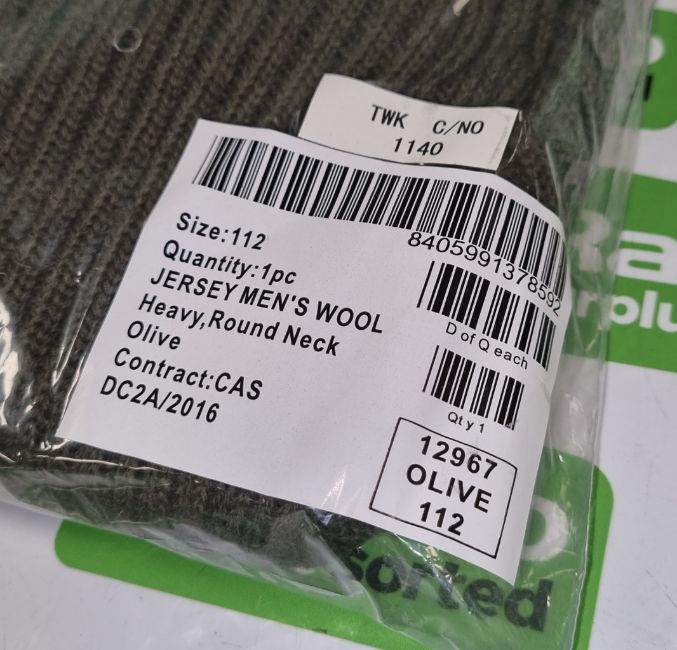 TWK C/NO
1140
8405991378592
Size:112
Quantity:1pc
JERSEY MEN'S WOOL
Heavy,Round Neck
Olive
Contract:CAS
DC2A/2016
D of Q each
Qty 1
12967
OLIVE
112
sorted